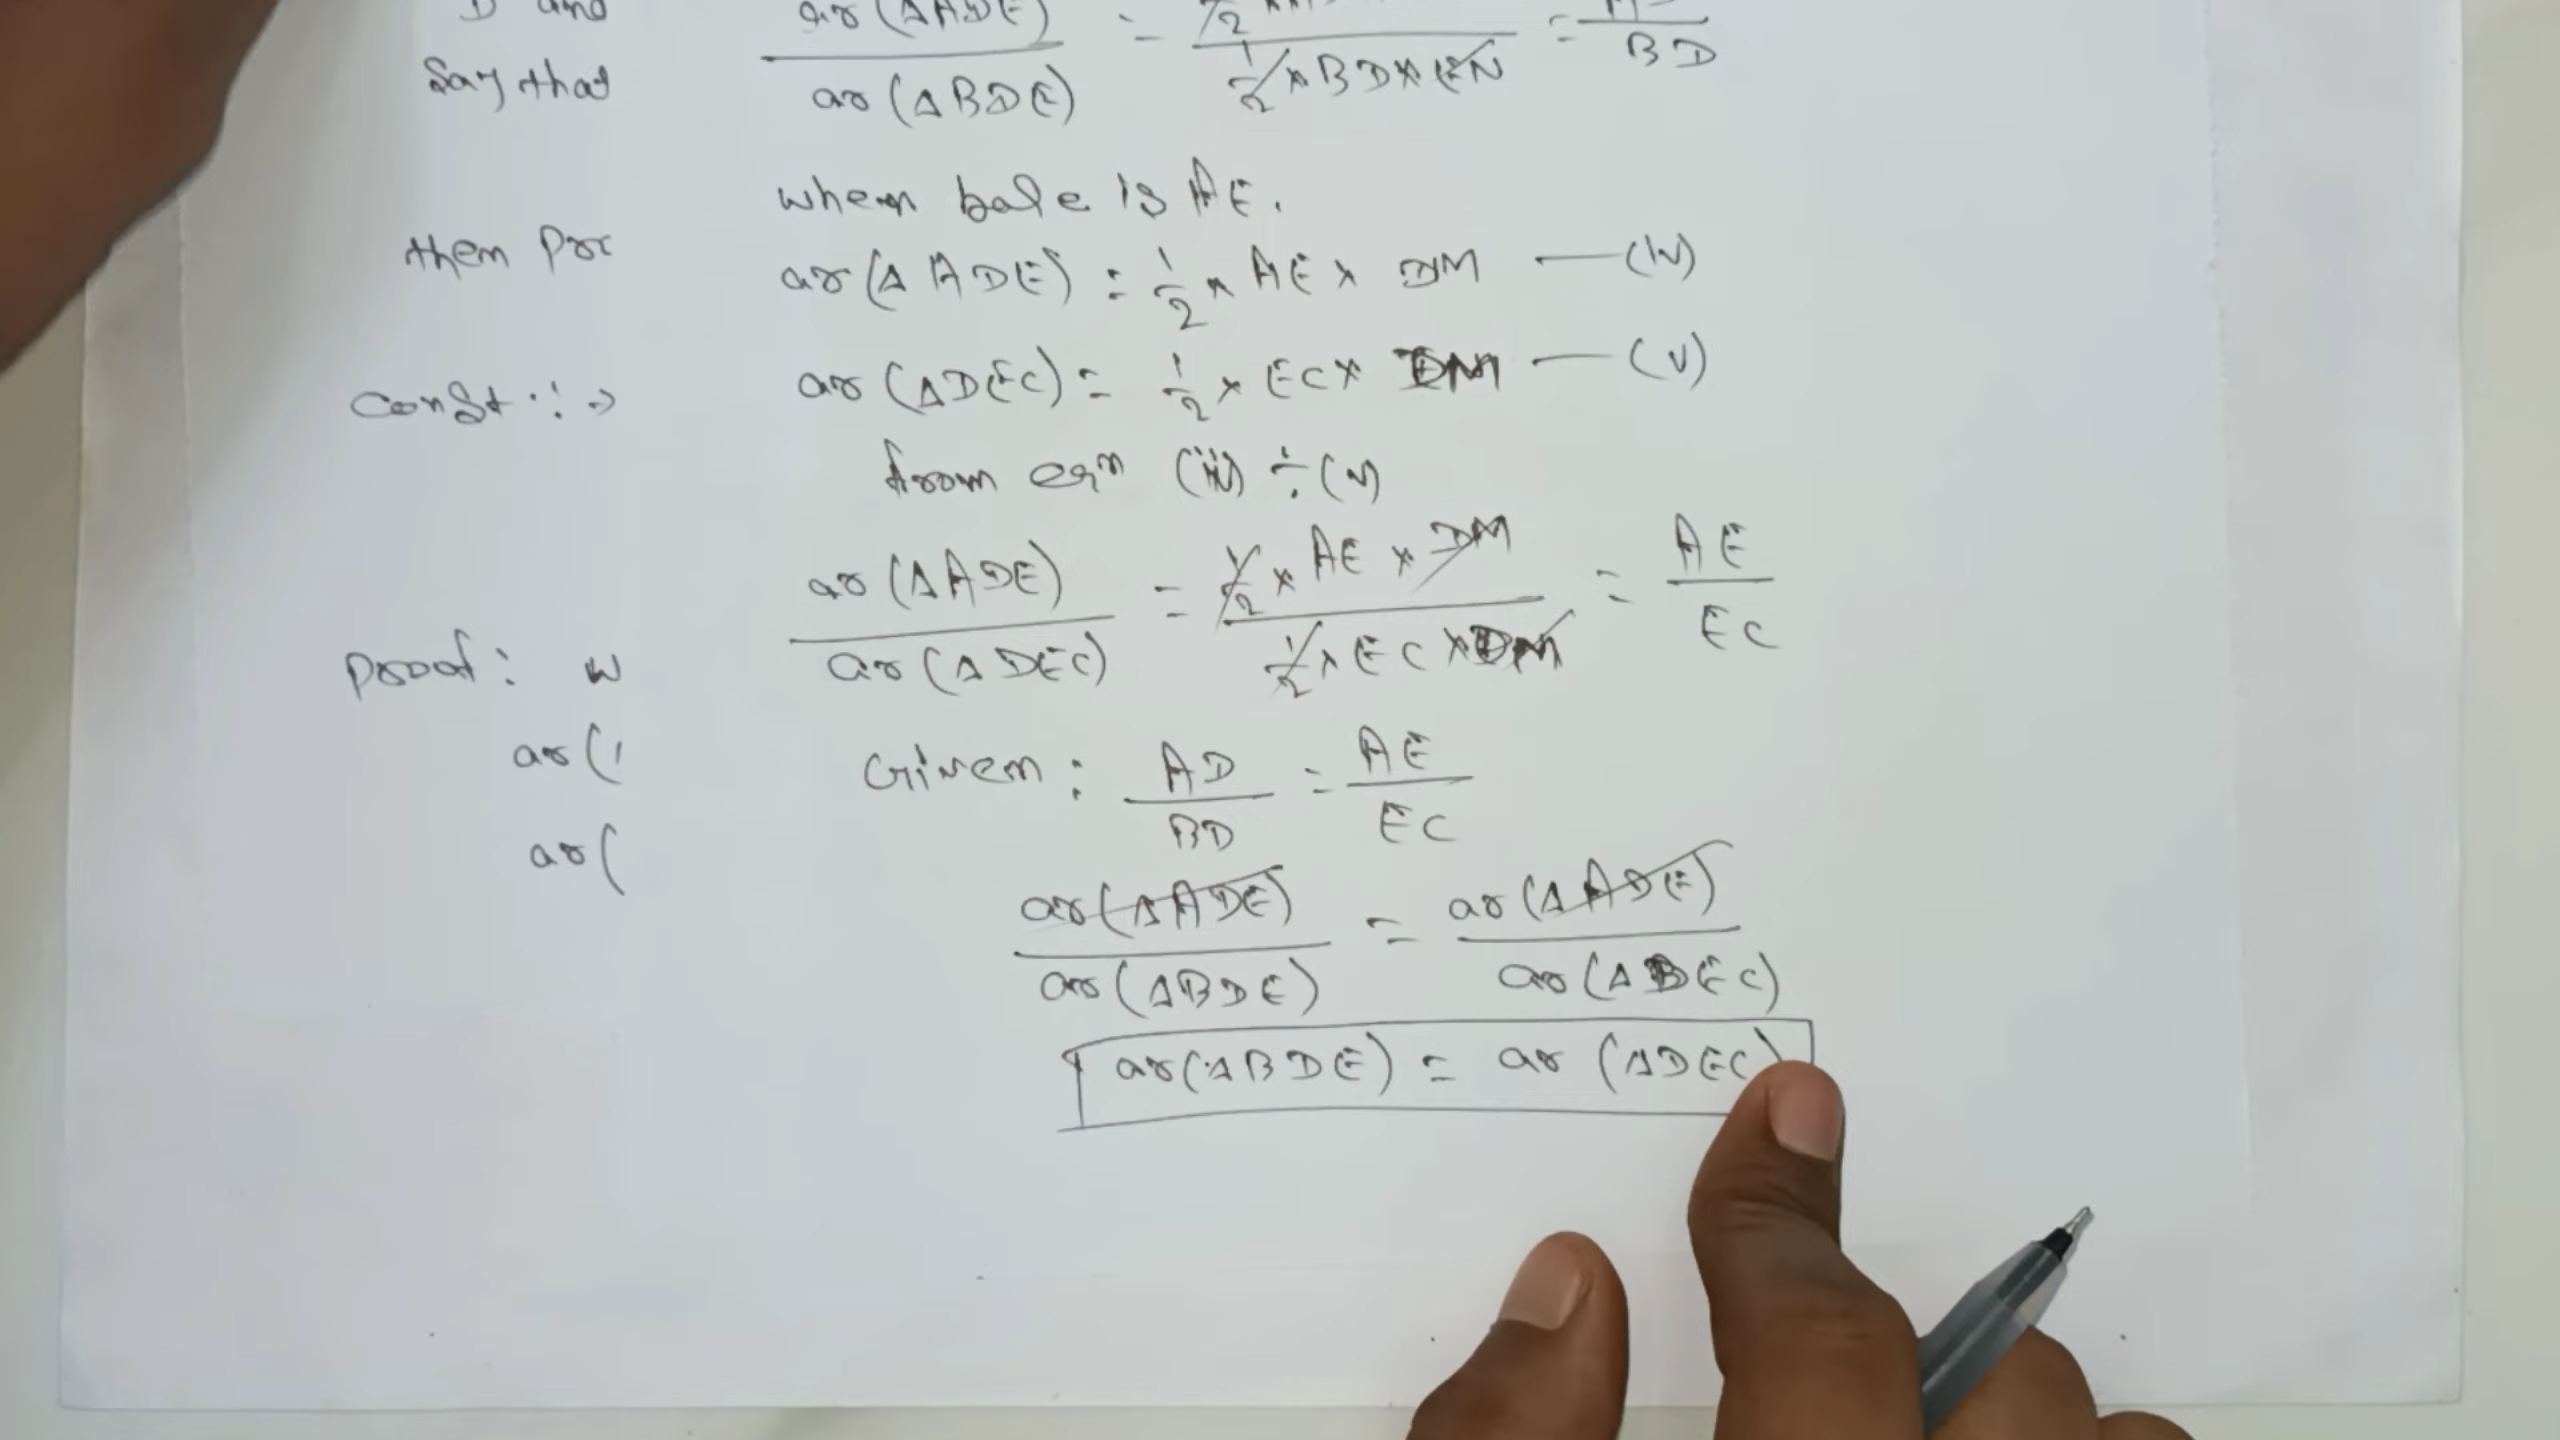 D and
Say that
then
Const :→
Proof : w
ar(
ar(
ar(ΔADE) / ar(ΔBDE) = 1/2 / 1/2 × BD × EN = / BD
when base is AE.
ar(ΔADE) = 1/2 × AE × DM —(iv)
ar(ΔDEC) = 1/2 × EC × DM —(v)
from eqn (iv) ÷ (v)
ar(ΔADE) / ar(ΔDEC) = 1/2 × AE × DM / 1/2 × EC × DM = AE / EC
Given : AD / BD = AE / EC
ar(ΔADE) / ar(ΔBDE) = ar(ΔADE) / ar(ΔDEC)
ar(ΔBDE) = ar(ΔDEC)